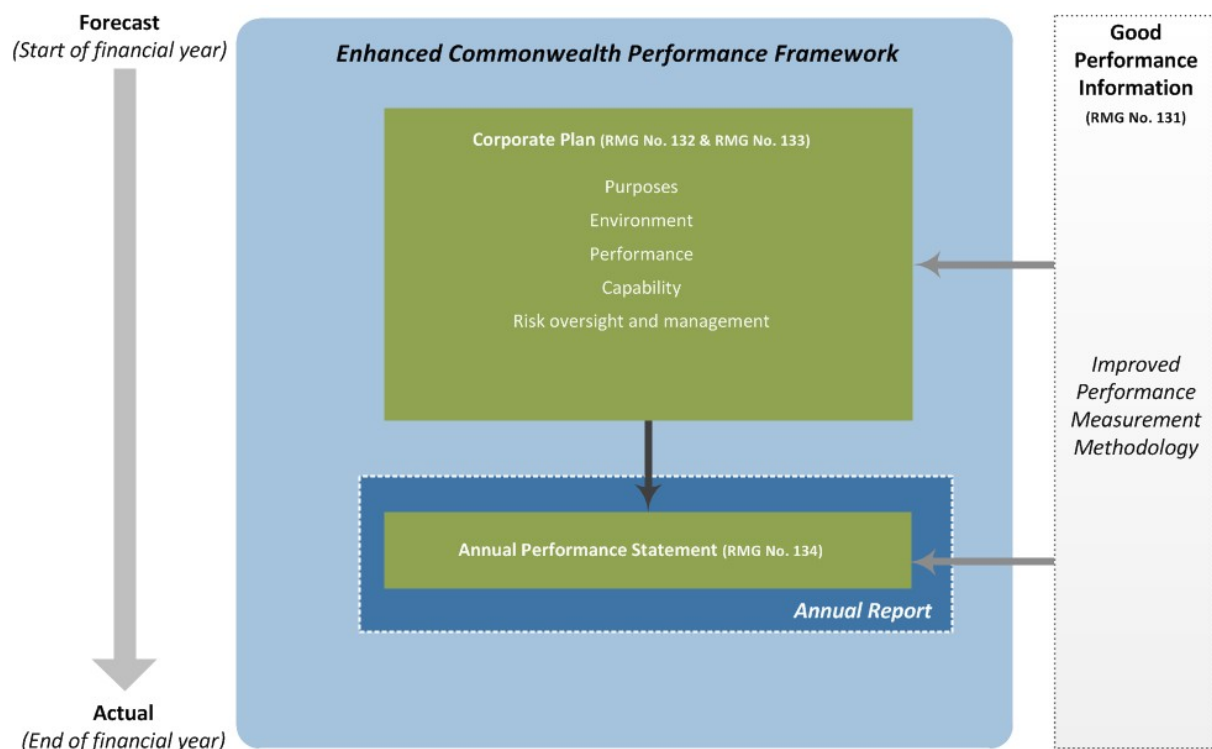 Forecast
(Start of financial year)
Enhanced Commonwealth Performance Framework
Corporate Plan (RMG No. 132 & RMG No. 133)
Purposes
Environment
Performance
Capability
Risk oversight and management
Annual Performance Statement (RMG No. 134)
Annual Report
Actual
(End of financial year)
Good
Performance
Information
(RMG No. 131)
Improved
Performance
Measurement
Methodology